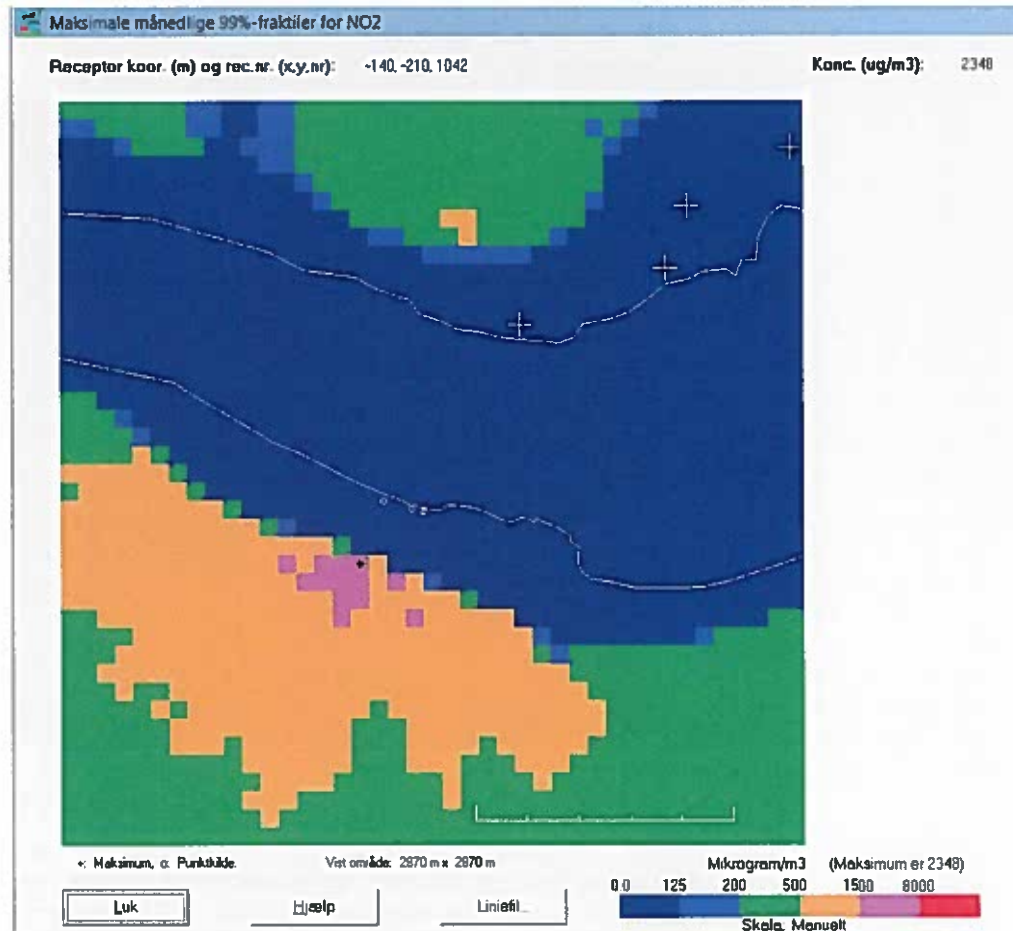 Maksimale månedlige 99%-fraktiler for NO2
Receptor koor. (m) og rec.nr. (x,y,nr): -140, -210, 1042 Konc. (ug/m3): 2348
+: Maksimum, o: Punktkilde. Vist område: 2870 m x 2870 m
Mikrogram/m3 (Maksimum er 2348)
0.0 125 200 500 1500 8000
Luk Hjælp Liniefil...
Skala, Manuelt